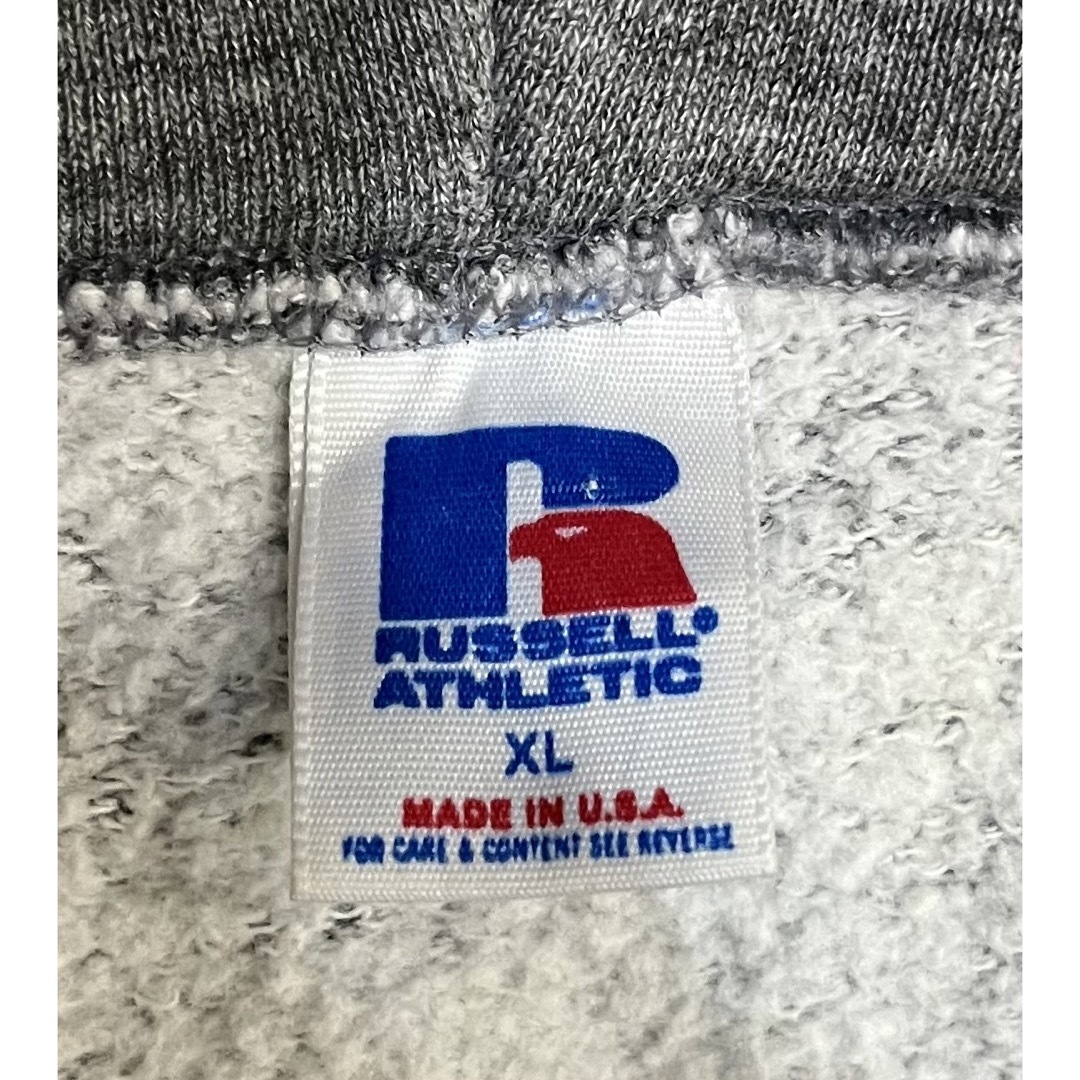 R
RUSSELL®
ATHLETIC
XL
MADE IN U.S.A.
FOR CARE & CONTENT SEE REVERSE